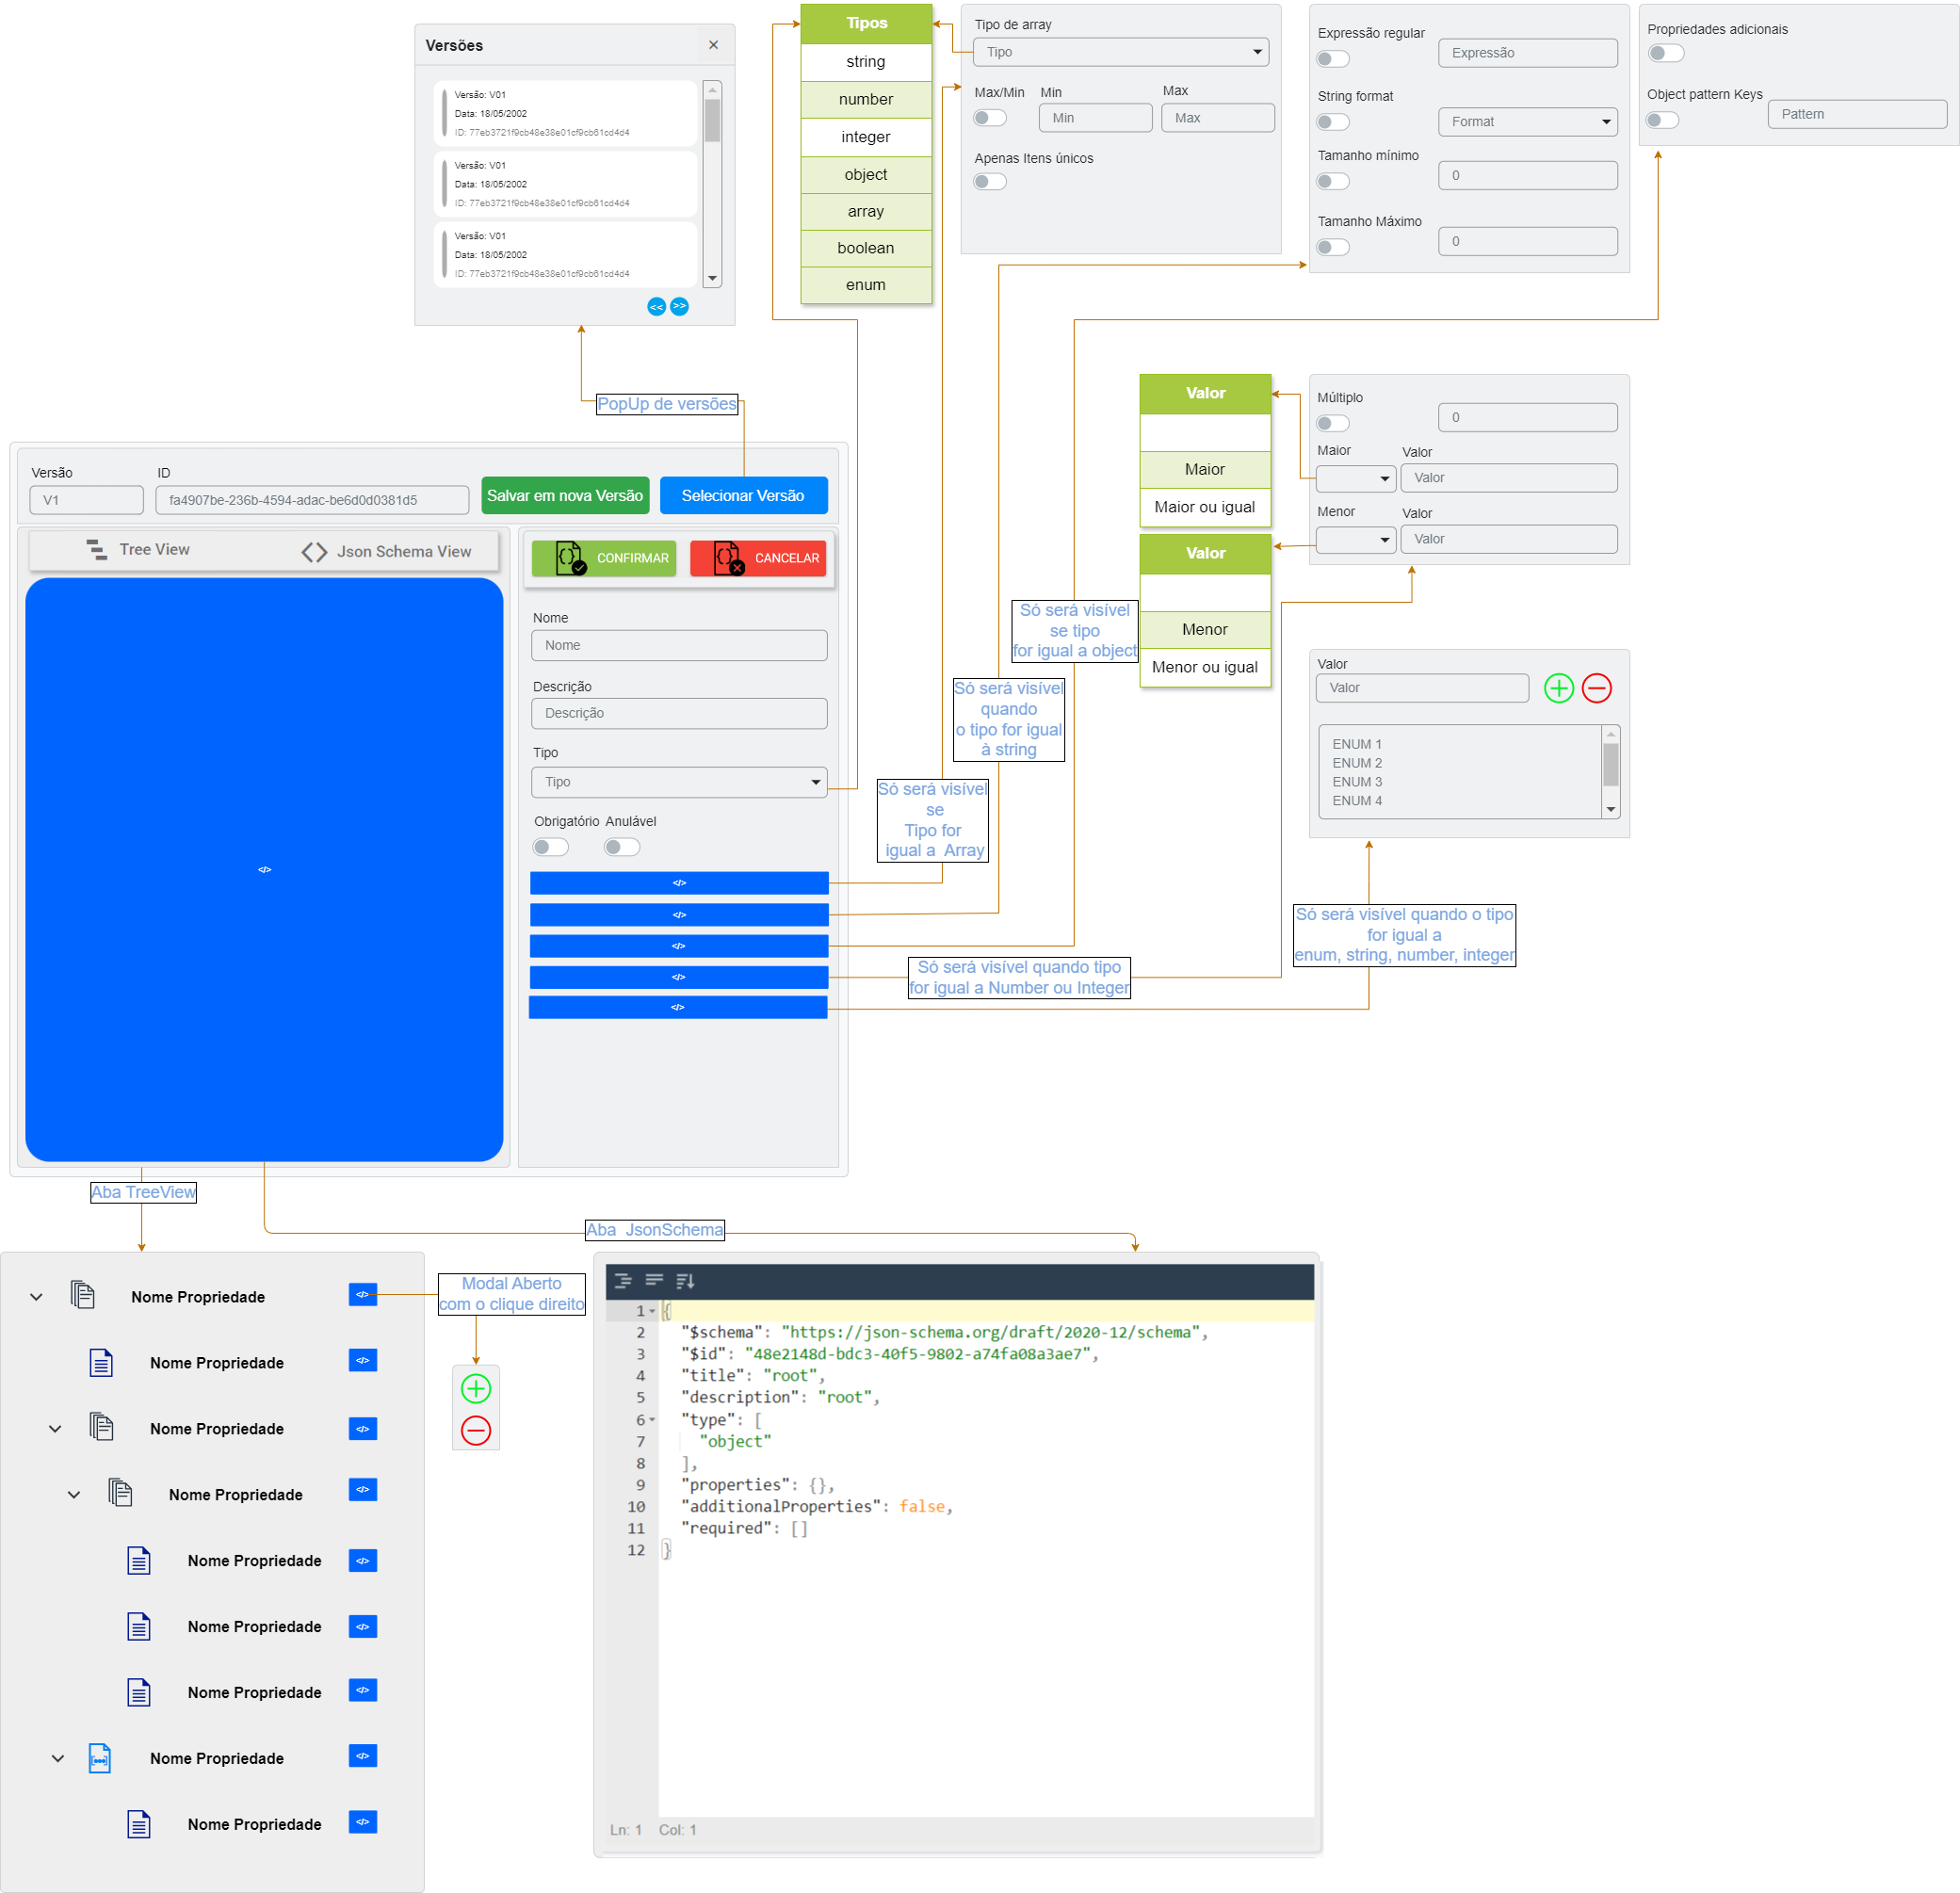 Versões
Versão: V01
Data: 18/05/2002
ID: 77eb3721f9cb48e38e01cf9cb61cd4d4
Versão: V01
Data: 18/05/2002
ID: 77eb3721f9cb48e38e01cf9cb61cd4d4
Versão: V01
Data: 18/05/2002
ID: 77eb3721f9cb48e38e01cf9cb61cd4d4
<< >>
Tipos
string
number
integer
object
array
boolean
enum
Tipo de array
Tipo
Max/Min Min Max
Min Max
Apenas Itens únicos
Expressão regular
Expressão
String format
Format
Tamanho mínimo
0
Tamanho Máximo
0
Propriedades adicionais
Object pattern Keys
Pattern
PopUp de versões
Valor
Maior
Maior ou igual
Valor
Menor
Menor ou igual
Múltiplo
0
Maior Valor
Valor
Menor Valor
Valor
Versão ID
V1 fa4907be-236b-4594-adac-be6d0d0381d5
Salvar em nova Versão
Selecionar Versão
Tree View
Json Schema View
</>
CONFIRMAR
CANCELAR
Nome
Nome
Descrição
Descrição
Tipo
Tipo
Obrigatório Anulável
</>
</>
</>
</>
</>
Só será visível
se tipo
for igual a object
Só será visível
quando
o tipo for igual
à string
Só será visível
se
Tipo for
igual a Array
Só será visível quando tipo
for igual a Number ou Integer
Valor
Valor
ENUM 1
ENUM 2
ENUM 3
ENUM 4
Só será visível quando o tipo
for igual a
enum, string, number, integer
Aba TreeView
Aba JsonSchema
Nome Propriedade </>
Nome Propriedade </>
Nome Propriedade </>
Nome Propriedade </>
Nome Propriedade </>
Nome Propriedade </>
Nome Propriedade </>
Nome Propriedade </>
Nome Propriedade </>
Modal Aberto
com o clique direito
1 {
2 "$schema": "https://json-schema.org/draft/2020-12/schema",
3 "$id": "48e2148d-bdc3-40f5-9802-a74fa08a3ae7",
4 "title": "root",
5 "description": "root",
6 "type": [
7 "object"
8 ],
9 "properties": {},
10 "additionalProperties": false,
11 "required": []
12 }
Ln: 1 Col: 1